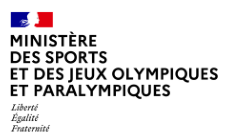 MINISTÈRE
DES SPORTS
ET DES JEUX OLYMPIQUES
ET PARALYMPIQUES
Liberté
Égalité
Fraternité